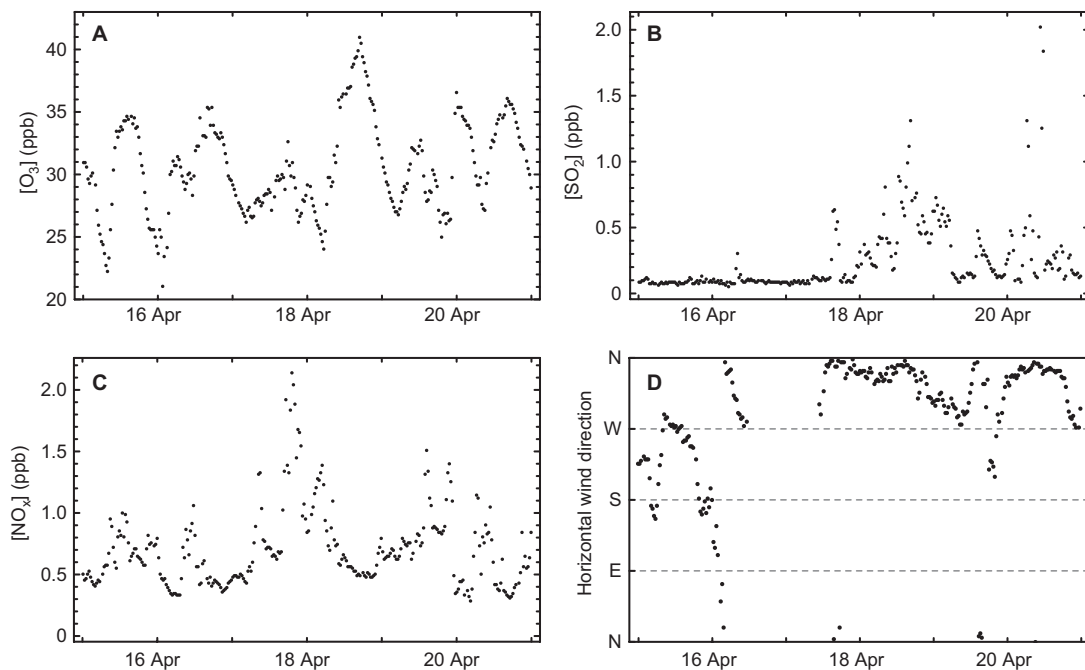 A
[O3] (ppb)
40
35
30
25
20
16 Apr
18 Apr
20 Apr
B
[SO2] (ppb)
2.0
1.0
0.5
0
16 Apr
18 Apr
20 Apr
C
[NOx] (ppb)
2.0
1.5
1.0
0.5
0
16 Apr
18 Apr
20 Apr
D
Horizontal wind direction
N
W
S
E
N
16 Apr
18 Apr
20 Apr